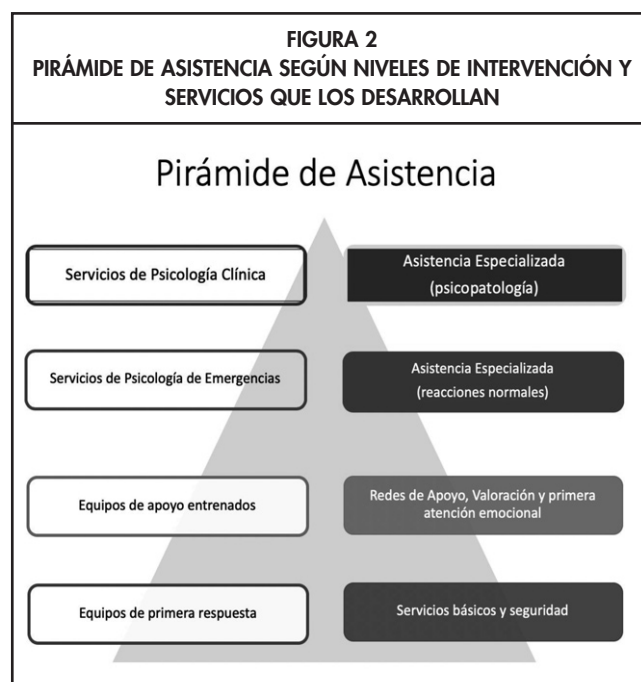 FIGURA 2
PIRÁMIDE DE ASISTENCIA SEGÚN NIVELES DE INTERVENCIÓN Y
SERVICIOS QUE LOS DESARROLLAN
Pirámide de Asistencia
Servicios de Psicología Clínica
Asistencia Especializada
(psicopatología)
Servicios de Psicología de Emergencias
Asistencia Especializada
(reacciones normales)
Equipos de apoyo entrenados
Redes de Apoyo, Valoración y primera
atención emocional
Equipos de primera respuesta
Servicios básicos y seguridad